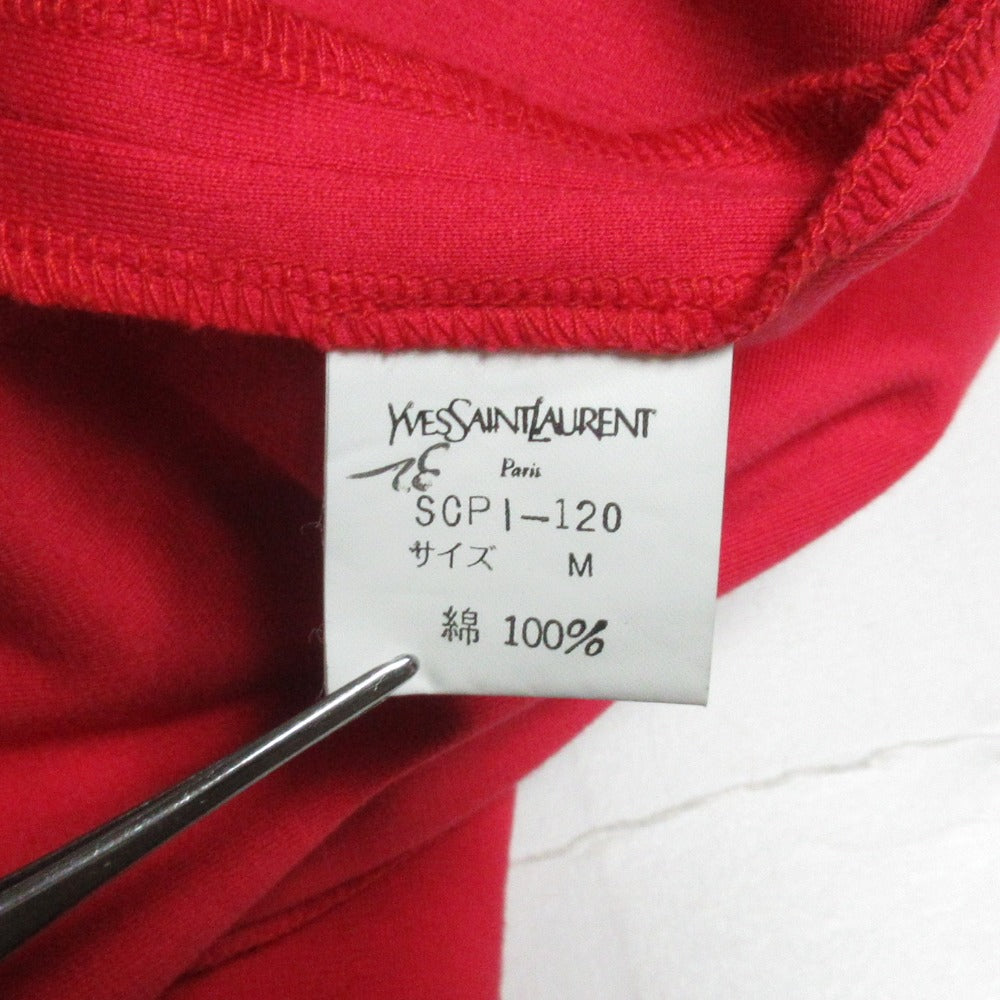 YVESSAINTLAURENT
Paris
SCP1-120
サイズ M
綿 100%